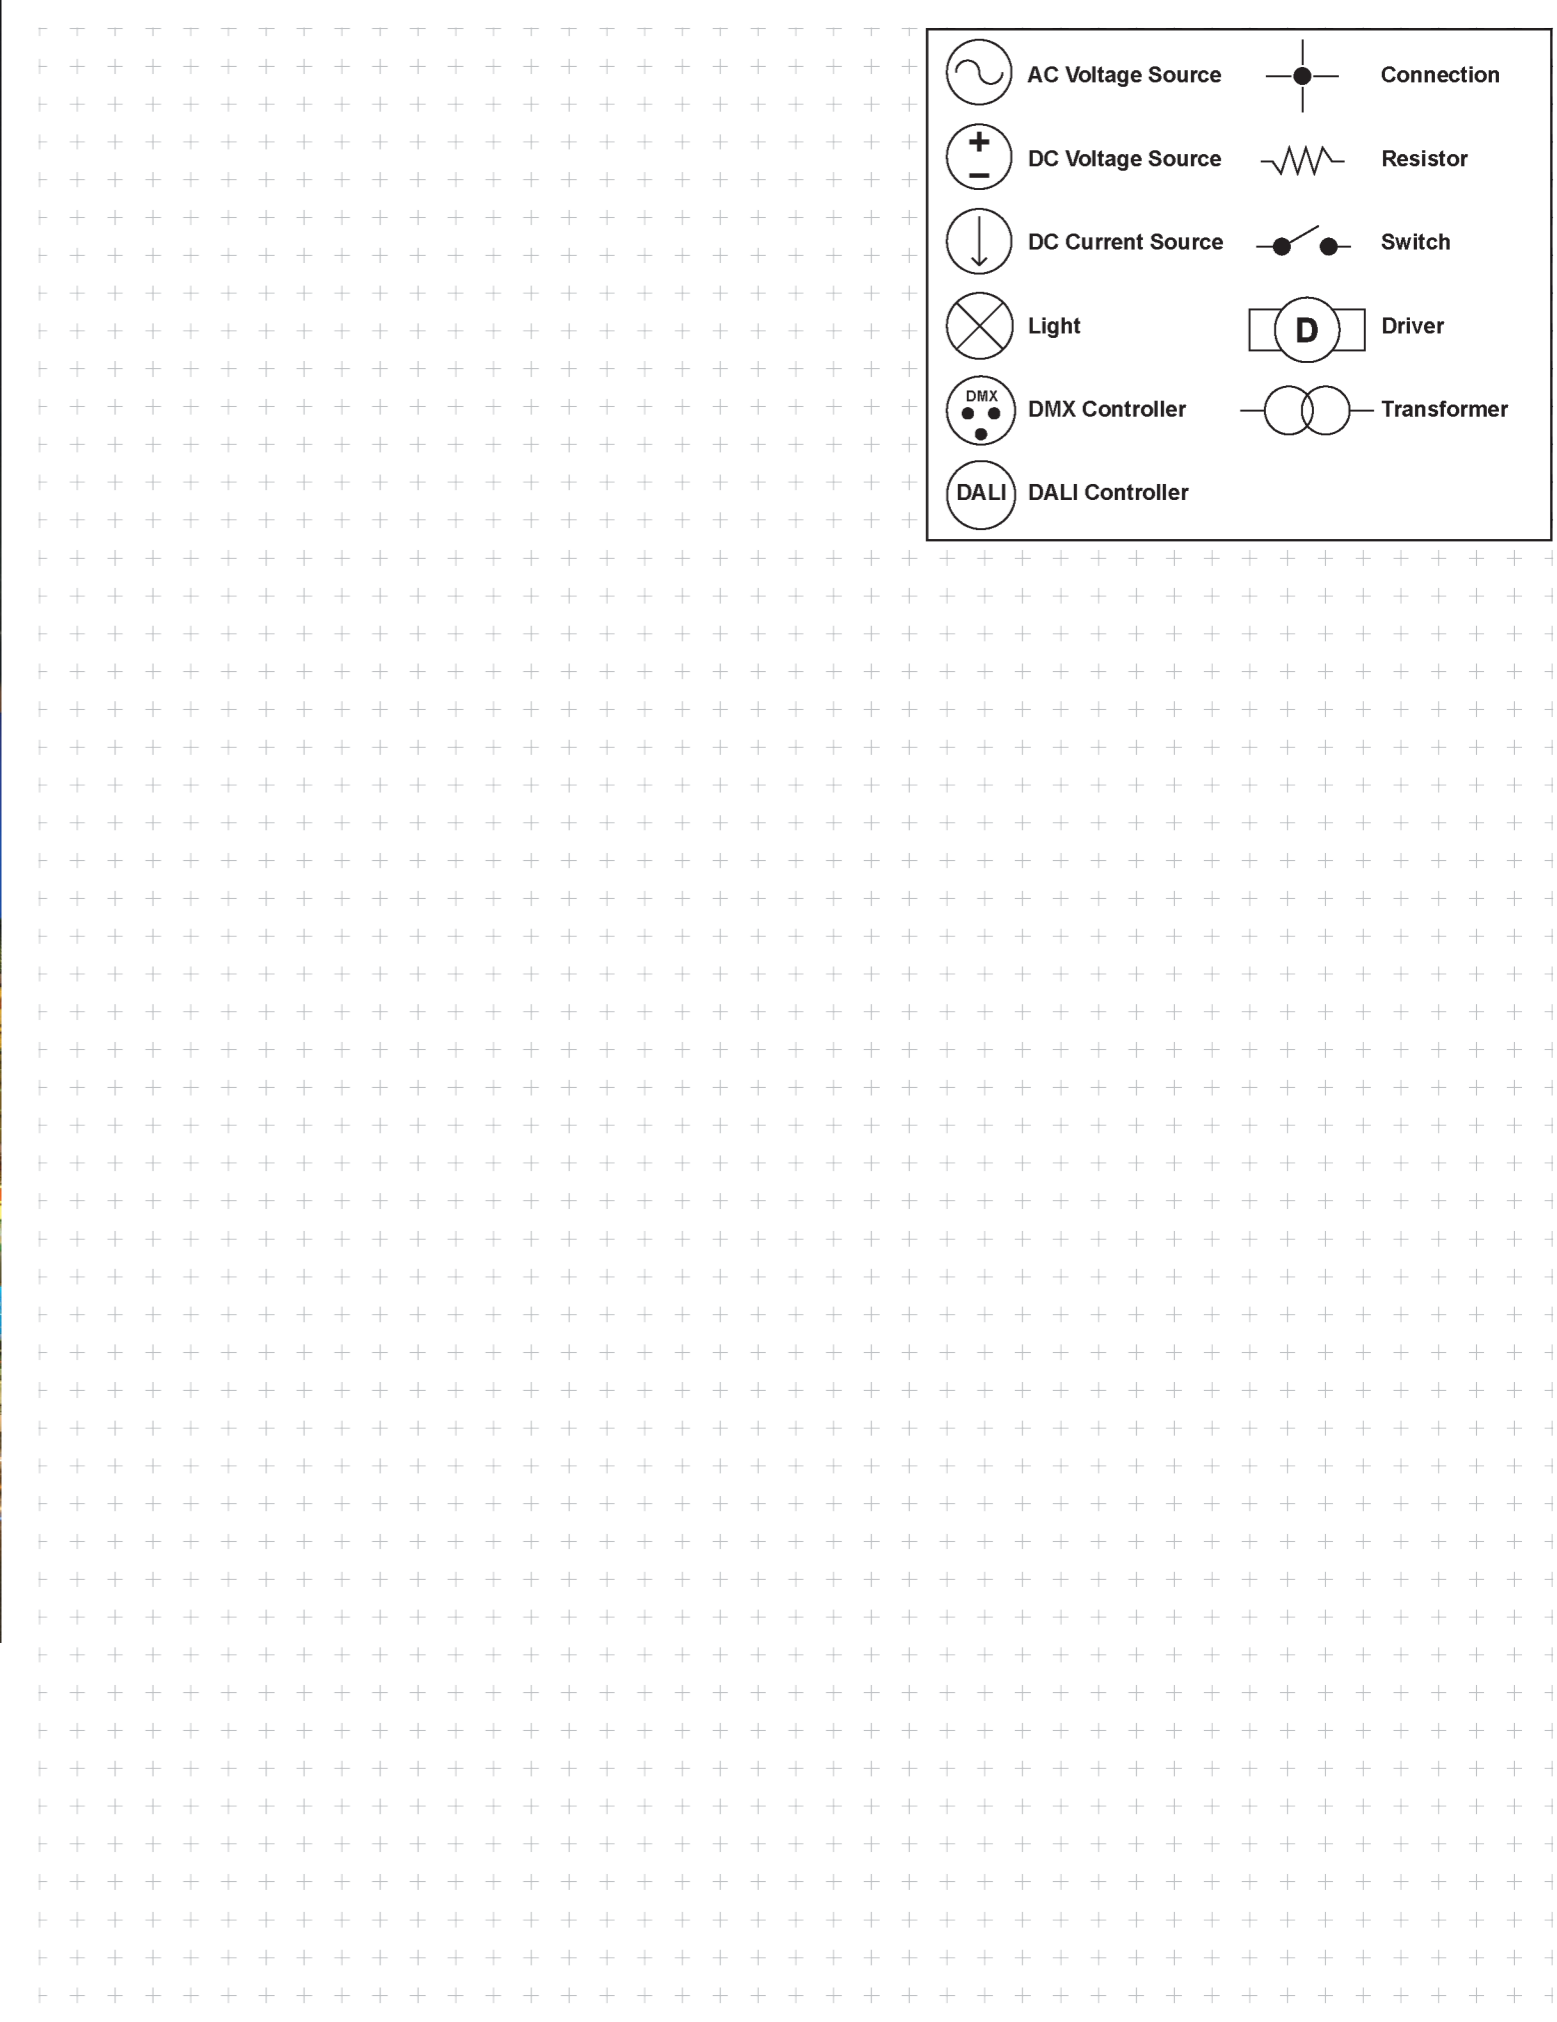 AC Voltage Source
Connection
+
–
DC Voltage Source
Resistor
DC Current Source
Switch
Light
D
Driver
DMX
DMX Controller
Transformer
DALI
DALI Controller